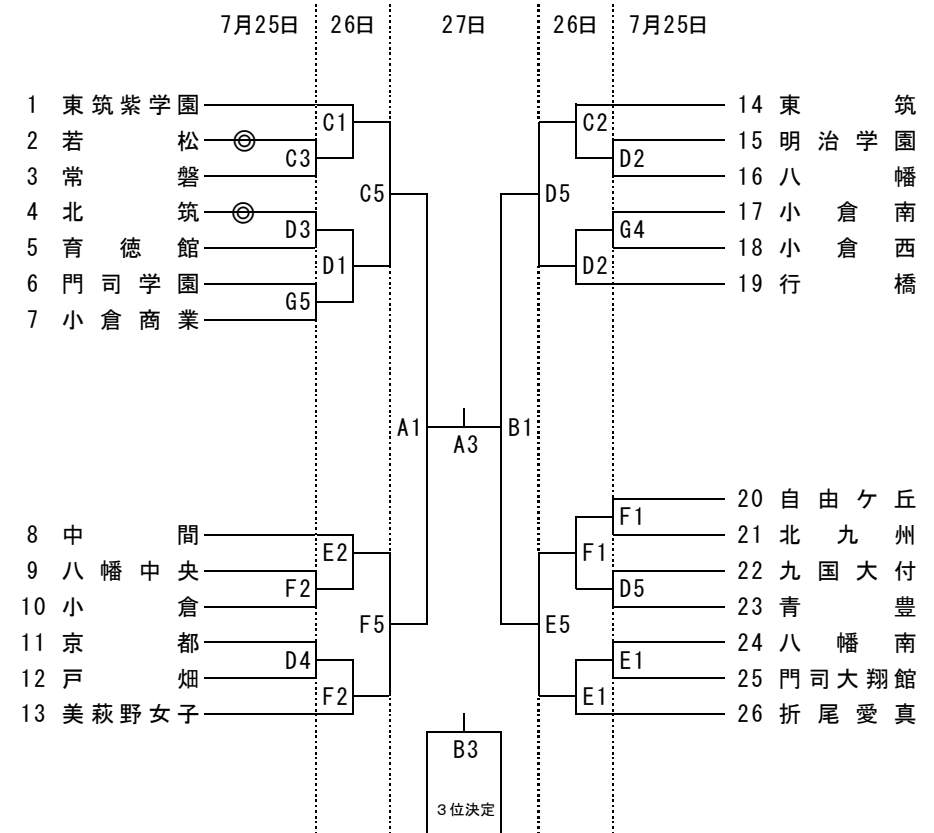 7月25日 26日 27日 26日 7月25日
1 東筑紫学園 C1 C2 14 東筑
2 若松 ◎ 15 明治学園
C3 D2
3 常磐 16 八幡
C5 D5
4 北筑 ◎ 17 小倉南
D3 G4
5 育徳館 18 小倉西
D1 D2
6 門司学園 19 行橋
G5
7 小倉商業
A1 A3 B1
20 自由ケ丘
F1
8 中間 21 北九州
E2 F1
9 八幡中央 22 九国大付
F2 D5
10 小倉 23 青豊
F5 E5
11 京都 24 八幡南
D4 E1
12 戸畑 25 門司大翔館
F2 E1
13 美萩野女子 26 折尾愛真
B3
3位決定